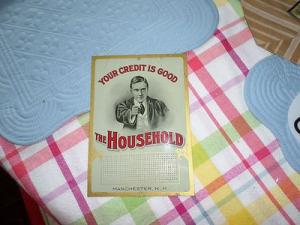 YOUR CREDIT IS GOOD
THE HOUSEHOLD
MANCHESTER, N.H.